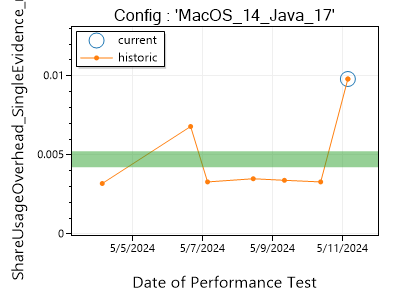 Config : 'MacOS_14_Java_17'
current
historic
ShareUsageOverhead_SingleEvidence_
0.01
0.005
0
5/5/2024
5/7/2024
5/9/2024
5/11/2024
Date of Performance Test